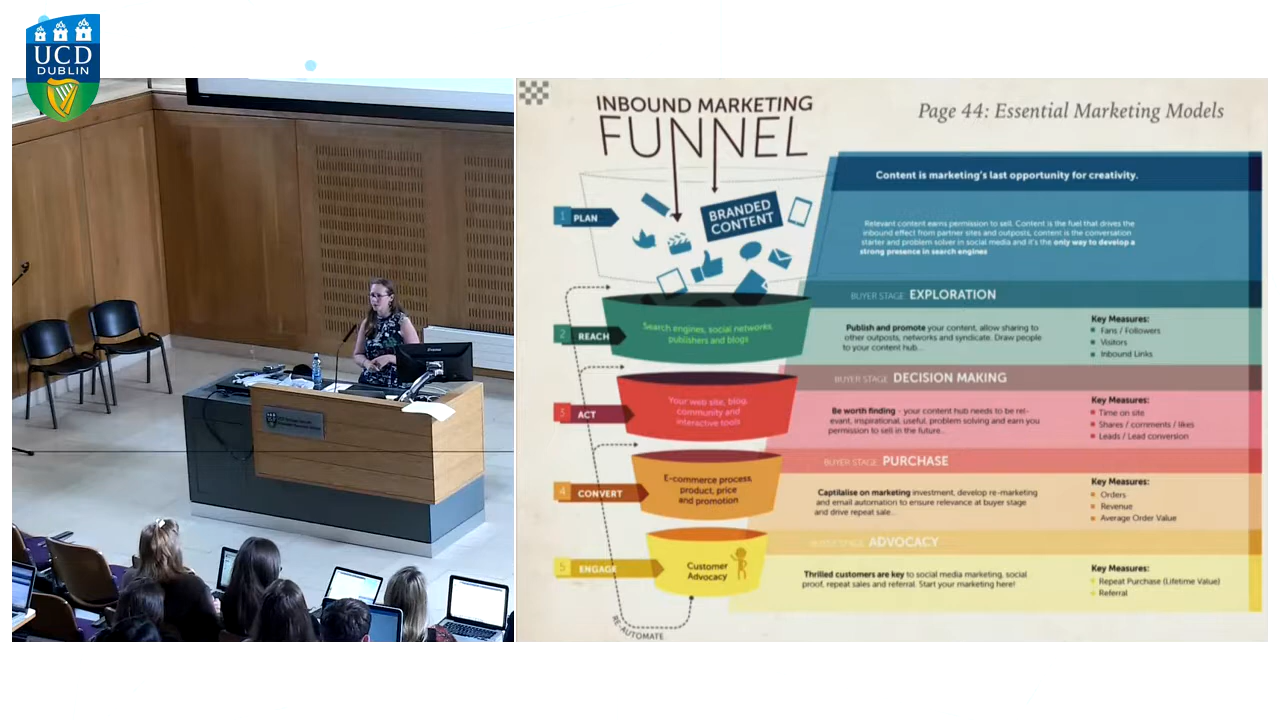 UCD
DUBLIN
INBOUND MARKETING
FUNNEL
Page 44: Essential Marketing Models
Content is marketing's last opportunity for creativity.
1 PLAN
BRANDED
CONTENT
Relevant content earns permission to sell. Content is the fuel that drives the
inbound effect from partner sites and outposts, content is the conversation
starter and problem solver in social media and it's the only way to develop a
strong presence in search engines
BUYER STAGE EXPLORATION
2 REACH
Search engines, social networks
publishers and blogs
Publish and promote your content, allow sharing to
other outposts, networks and syndicate. Draw people
to your content hub...
Key Measures:
Fans / Followers
Visitors
Inbound Links
BUYER STAGE DECISION MAKING
3 ACT
Your web site, blog,
community and
interactive tools
Be worth finding - your content hub needs to be rel-
evant, inspirational, useful, problem solving and earn you
permission to sell in the future...
Key Measures:
Time on site
Shares / comments / likes
Leads / Lead conversion
BUYER STAGE PURCHASE
4 CONVERT
E-commerce process,
product, price
and promotion
Captilalise on marketing investment, develop re-marketing
and email automation to ensure relevance at buyer stage
and drive repeat sale...
Key Measures:
Orders
Revenue
Average Order Value
BUYER STAGE ADVOCACY
5 ENGAGE
Customer
Advocacy
Thrilled customers are key to social media marketing, social
proof, repeat sales and referral. Start your marketing here!
Key Measures:
Repeat Purchase (Lifetime Value)
Referral
RE-AUTOMATE